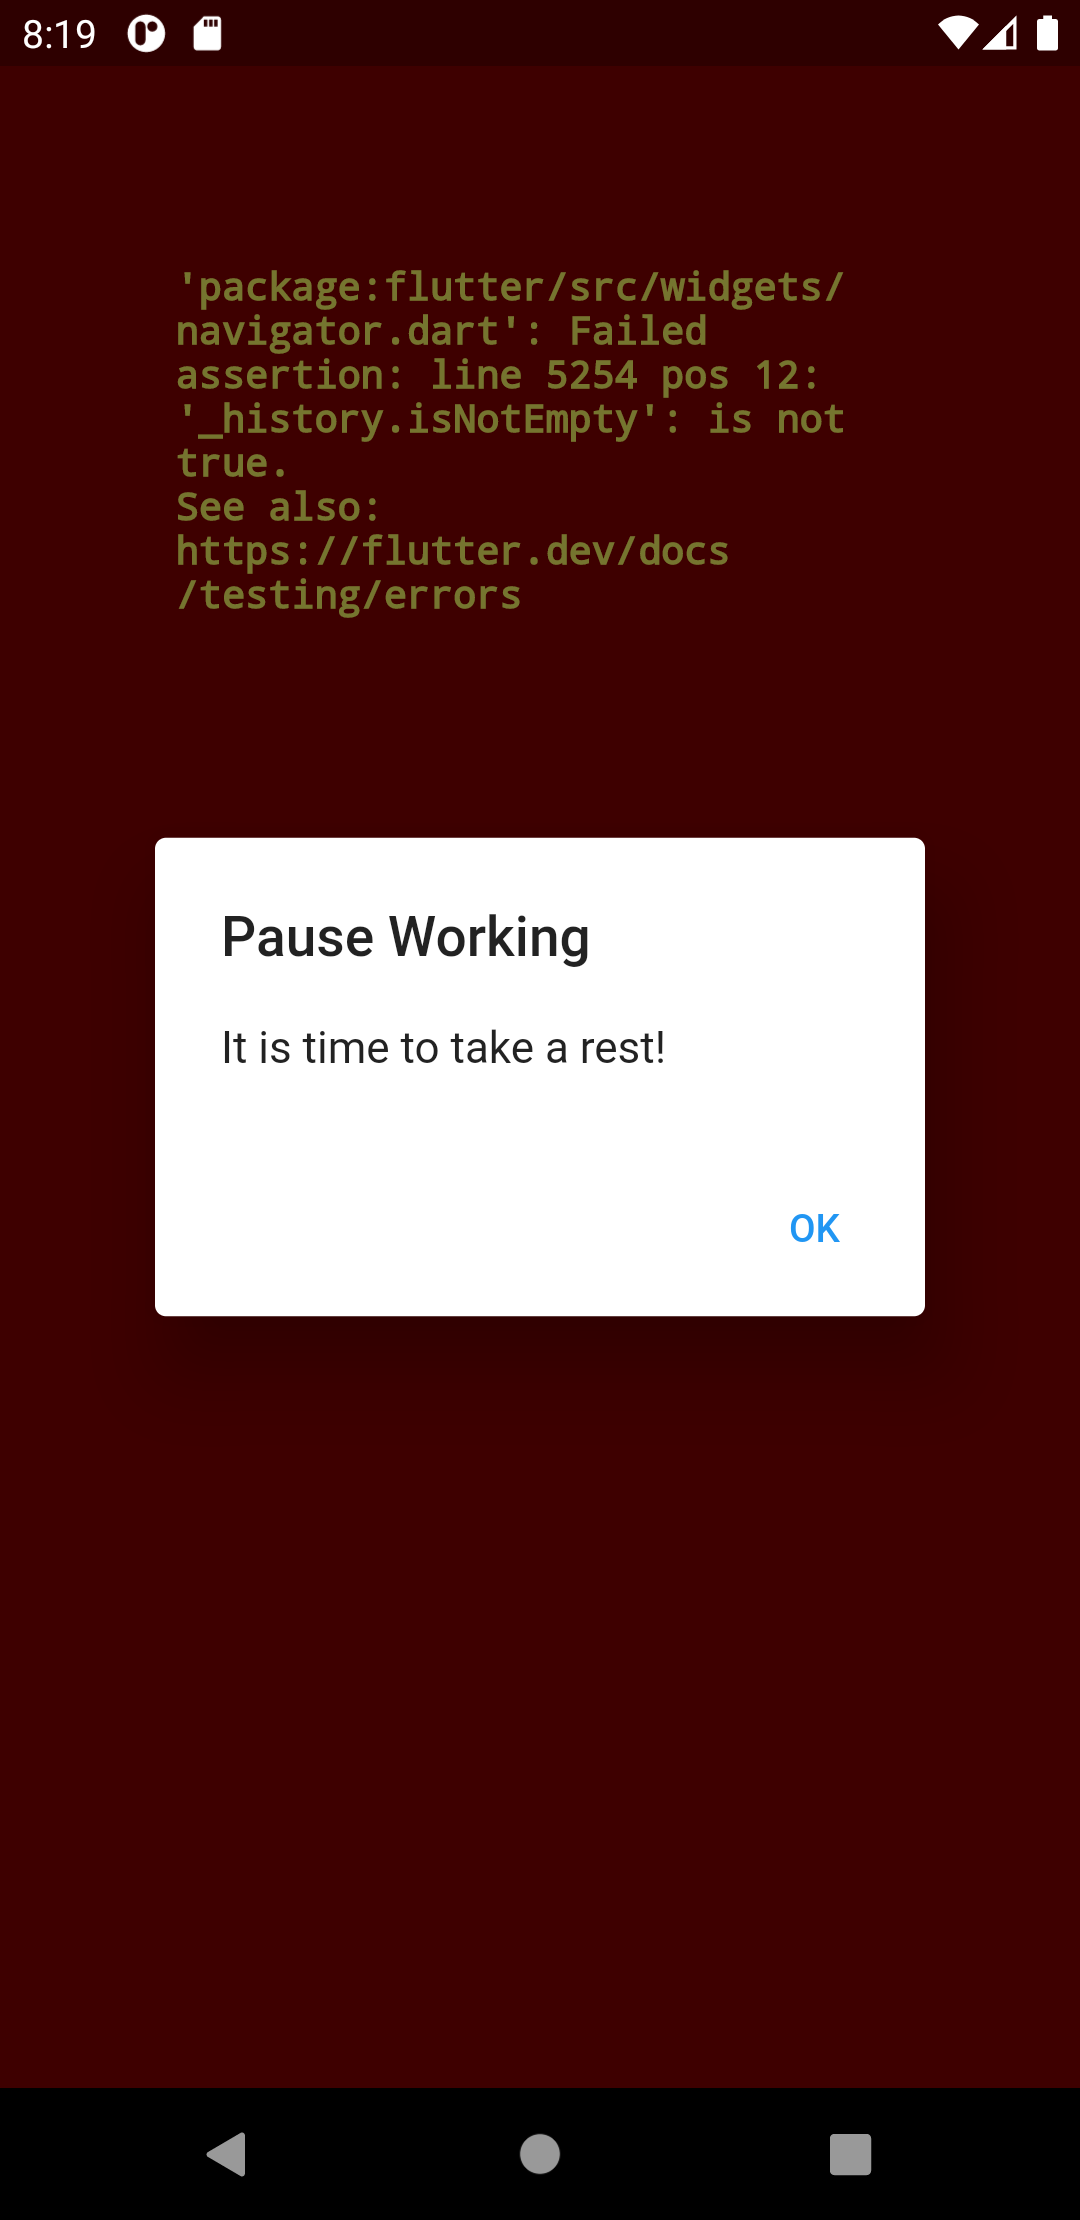 8:19
'package:flutter/src/widgets/
navigator.dart': Failed
assertion: line 5254 pos 12:
'_history.isNotEmpty': is not
true.
See also:
https://flutter.dev/docs
/testing/errors
Pause Working
It is time to take a rest!
OK